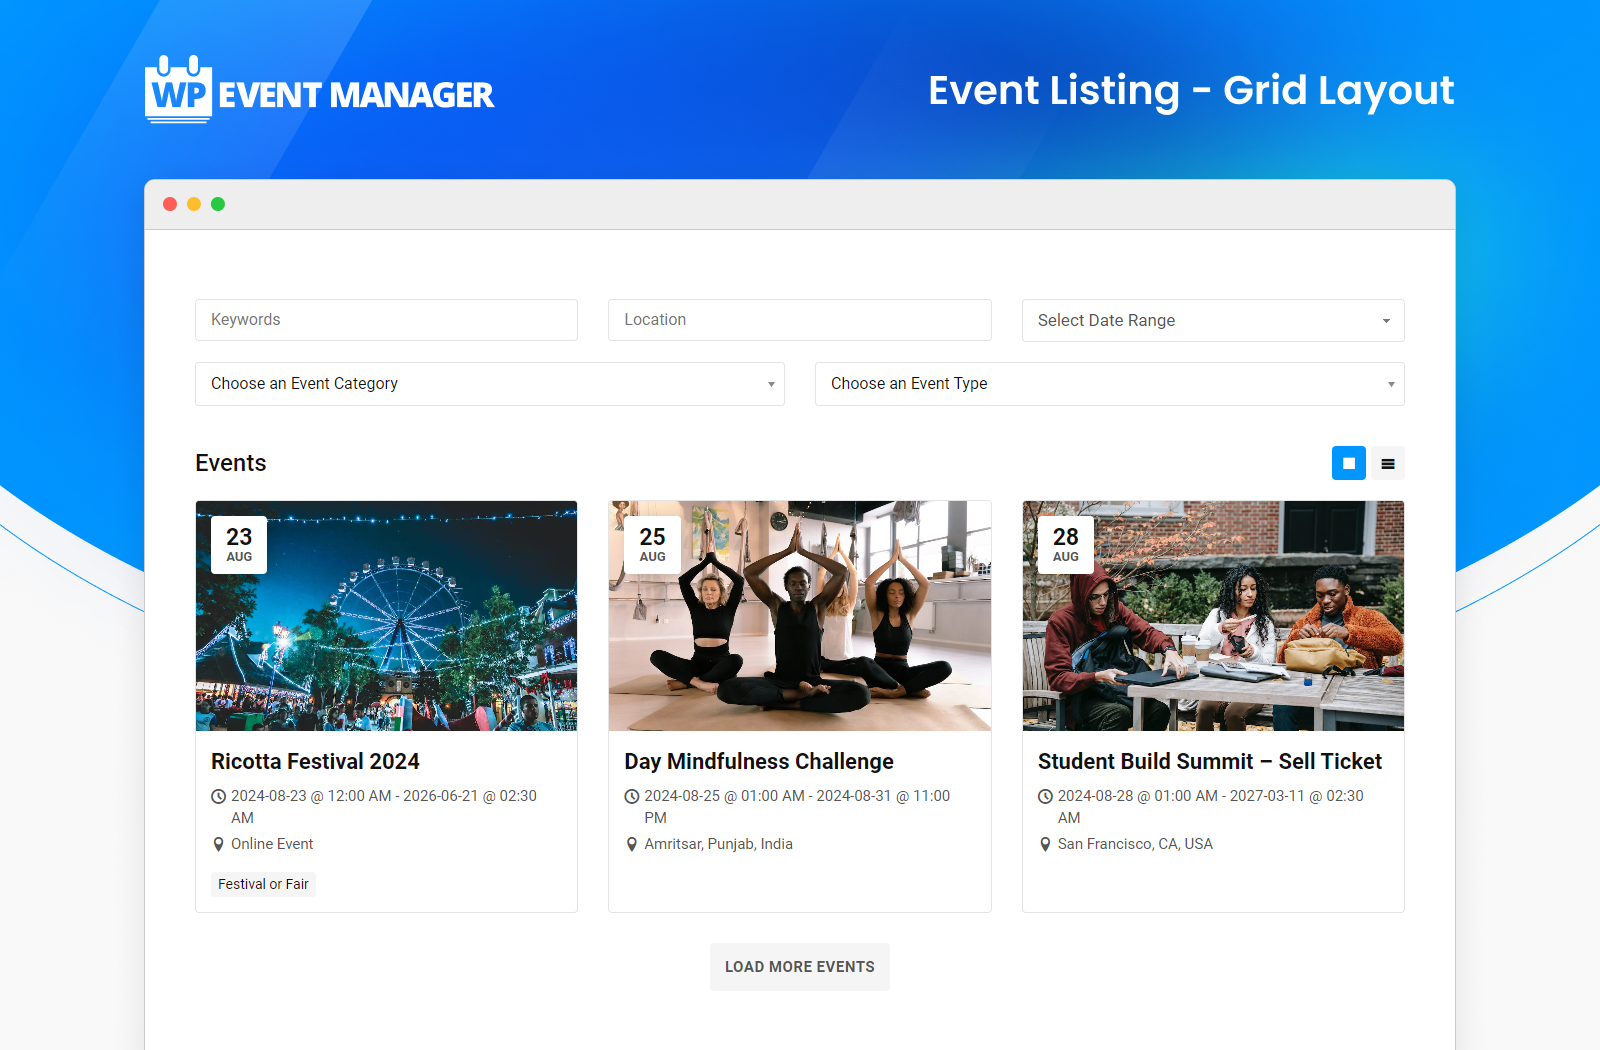 WP EVENT MANAGER
Event Listing - Grid Layout
Keywords
Location
Select Date Range
Choose an Event Category
Choose an Event Type
Events
23
AUG
25
AUG
28
AUG
Ricotta Festival 2024
2024-08-23 @ 12:00 AM - 2026-06-21 @ 02:30
AM
Online Event
Festival or Fair
Day Mindfulness Challenge
2024-08-25 @ 01:00 AM - 2024-08-31 @ 11:00
PM
Amritsar, Punjab, India
Student Build Summit – Sell Ticket
2024-08-28 @ 01:00 AM - 2027-03-11 @ 02:30
AM
San Francisco, CA, USA
LOAD MORE EVENTS